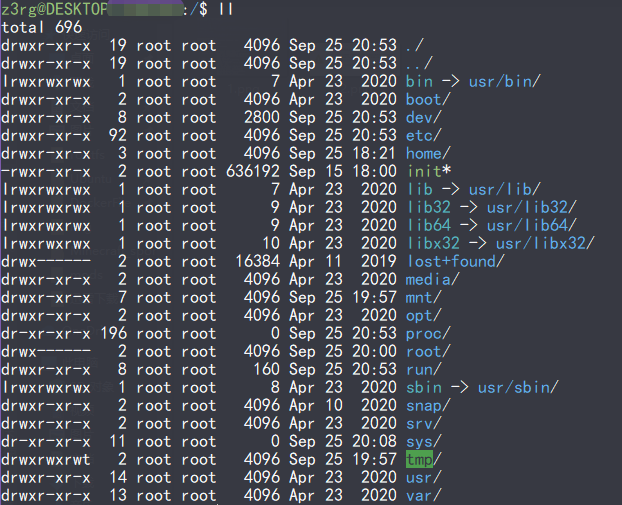 z3rg@DESKTOP :/$ ll
total 696
drwxr-xr-x  19 root root   4096 Sep 25 20:53 ./
drwxr-xr-x  19 root root   4096 Sep 25 20:53 ../
lrwxrwxrwx   1 root root      7 Apr 23  2020 bin -> usr/bin/
drwxr-xr-x   2 root root   4096 Apr 23  2020 boot/
drwxr-xr-x   8 root root   2800 Sep 25 20:53 dev/
drwxr-xr-x  92 root root   4096 Sep 25 20:53 etc/
drwxr-xr-x   3 root root   4096 Sep 25 18:21 home/
-rwxr-xr-x   2 root root 636192 Sep 15 18:00 init*
lrwxrwxrwx   1 root root      7 Apr 23  2020 lib -> usr/lib/
lrwxrwxrwx   1 root root      9 Apr 23  2020 lib32 -> usr/lib32/
lrwxrwxrwx   1 root root      9 Apr 23  2020 lib64 -> usr/lib64/
lrwxrwxrwx   1 root root     10 Apr 23  2020 libx32 -> usr/libx32/
drwx------   2 root root  16384 Apr 11  2019 lost+found/
drwxr-xr-x   2 root root   4096 Apr 23  2020 media/
drwxr-xr-x   7 root root   4096 Sep 25 19:57 mnt/
drwxr-xr-x   2 root root   4096 Apr 23  2020 opt/
dr-xr-xr-x 196 root root      0 Sep 25 20:53 proc/
drwx------   2 root root   4096 Sep 25 20:00 root/
drwxr-xr-x   8 root root    160 Sep 25 20:53 run/
lrwxrwxrwx   1 root root      8 Apr 23  2020 sbin -> usr/sbin/
drwxr-xr-x   2 root root   4096 Apr 10  2020 snap/
drwxr-xr-x   2 root root   4096 Apr 23  2020 srv/
dr-xr-xr-x  11 root root      0 Sep 25 20:08 sys/
drwxrwxrwt   2 root root   4096 Sep 25 19:57 tmp/
drwxr-xr-x  14 root root   4096 Apr 23  2020 usr/
drwxr-xr-x  13 root root   4096 Apr 23  2020 var/